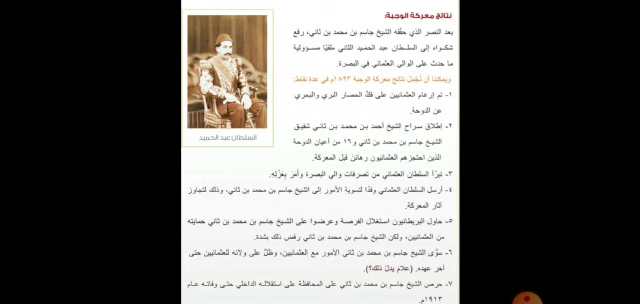 نتائج معركة الوجبة:
بعد النصر الذي حققه الشيخ جاسم بن محمد بن ثاني، رفع
شكواه إلى السلطان عبد الحميد الثاني ملقيًا مسؤولية
ما حدث على الوالي العثماني في البصرة.
ويمكننا أن نُجمل نتائج معركة الوجبة ١٨٩٣م في عدة نقاط:
١- تم إرغام العثمانيين على فكّ الحصار البري والبحري
عن الدوحة.
٢- إطلاق سراح الشيخ أحمد بن محمد بن ثاني شقيق
الشيخ جاسم بن محمد بن ثاني و١٦ من أعيان الدوحة
الذين احتجزهم العثمانيون رهائن قبل المعركة.
السلطان عبد الحميد
٣- تبرّأ السلطان العثماني من تصرفات والي البصرة وأمر بعزله.
٤- أرسل السلطان العثماني وفدًا لتسوية الأمور إلى الشيخ جاسم بن محمد بن ثاني، وذلك لتجاوز
آثار المعركة.
٥- حاول البريطانيون استغلال الفرصة وعرضوا على الشيخ جاسم بن محمد بن ثاني حمايته
من العثمانيين، ولكن الشيخ جاسم بن محمد بن ثاني رفض ذلك بشدة.
٦- سوّى الشيخ جاسم بن محمد بن ثاني الأمور مع العثمانيين، وظلّ على ولائه للعثمانيين حتى
آخر عهده. (علامَ يدلّ ذلك؟).
٧- حرص الشيخ جاسم بن محمد بن ثاني على المحافظة على استقلاله الداخلي حتى وفاته عام
١٩١٣م.